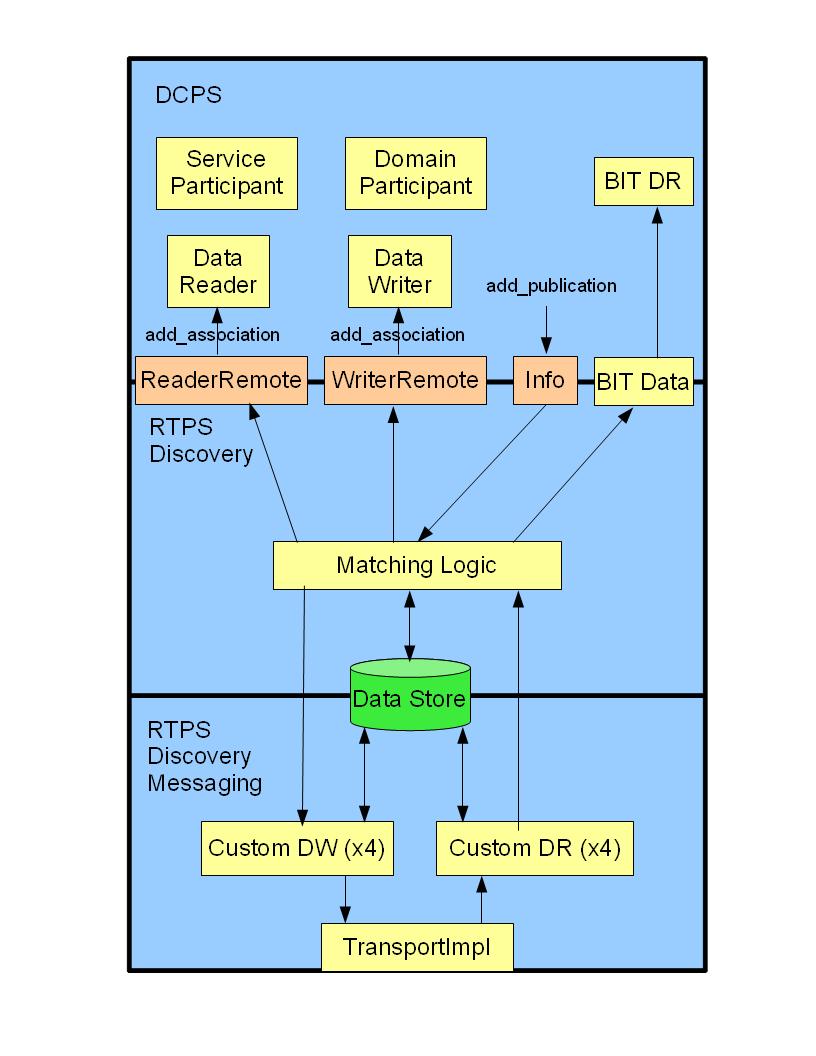 DCPS
Service
Participant
Domain
Participant
BIT DR
Data
Reader
Data
Writer
add_publication
add_association
add_association
ReaderRemote
WriterRemote
Info
BIT Data
RTPS
Discovery
Matching Logic
Data Store
RTPS
Discovery
Messaging
Custom DW (x4)
Custom DR (x4)
TransportImpl